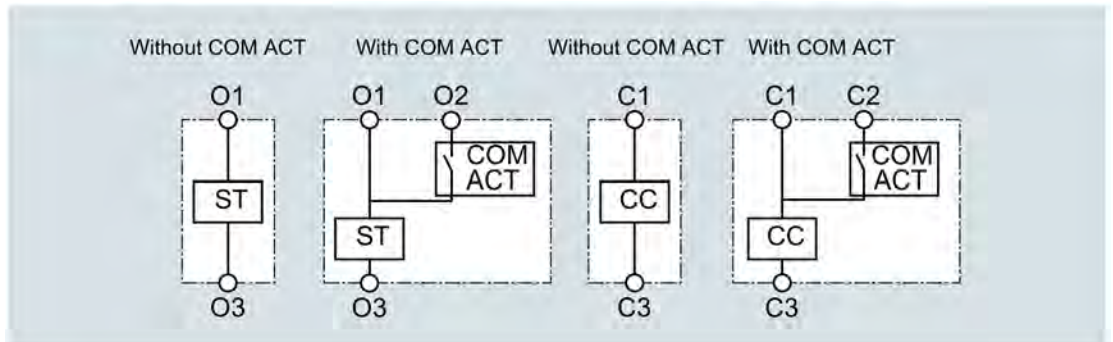 Without COM ACT With COM ACT Without COM ACT With COM ACT
O1 O1 O2 C1 C1 C2
COM COM
ACT ACT
ST CC
ST CC
O3 O3 C3 C3